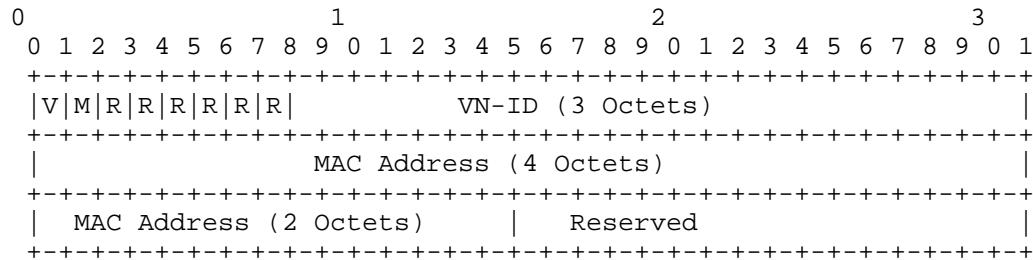 0                   1                   2                   3
 0 1 2 3 4 5 6 7 8 9 0 1 2 3 4 5 6 7 8 9 0 1 2 3 4 5 6 7 8 9 0 1
 +-+-+-+-+-+-+-+-+-+-+-+-+-+-+-+-+-+-+-+-+-+-+-+-+-+-+-+-+-+-+-+-+
 |V|M|R|R|R|R|R|R|          VN-ID (3 Octets)                   |
 +-+-+-+-+-+-+-+-+-+-+-+-+-+-+-+-+-+-+-+-+-+-+-+-+-+-+-+-+-+-+-+-+
 |                 MAC Address (4 Octets)                      |
 +-+-+-+-+-+-+-+-+-+-+-+-+-+-+-+-+-+-+-+-+-+-+-+-+-+-+-+-+-+-+-+-+
 |  MAC Address (2 Octets)     |   Reserved                    |
 +-+-+-+-+-+-+-+-+-+-+-+-+-+-+-+-+-+-+-+-+-+-+-+-+-+-+-+-+-+-+-+-+